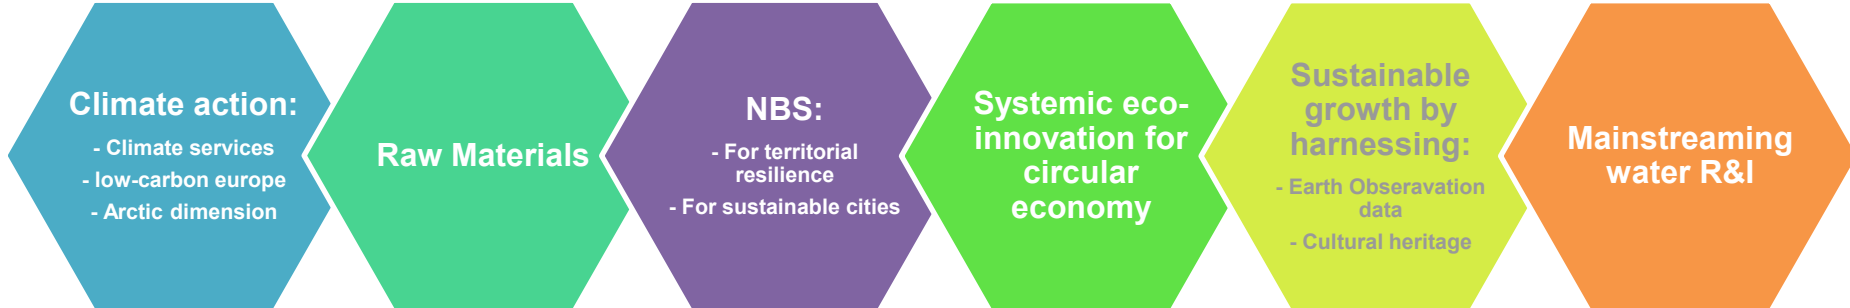 Climate action:
- Climate services
- low-carbon europe
- Arctic dimension
Raw Materials
NBS:
- For territorial
resilience
- For sustainable cities
Systemic eco-
innovation for
circular
economy
Sustainable
growth by
harnessing:
- Earth Obseravation
data
- Cultural heritage
Mainstreaming
water R&I